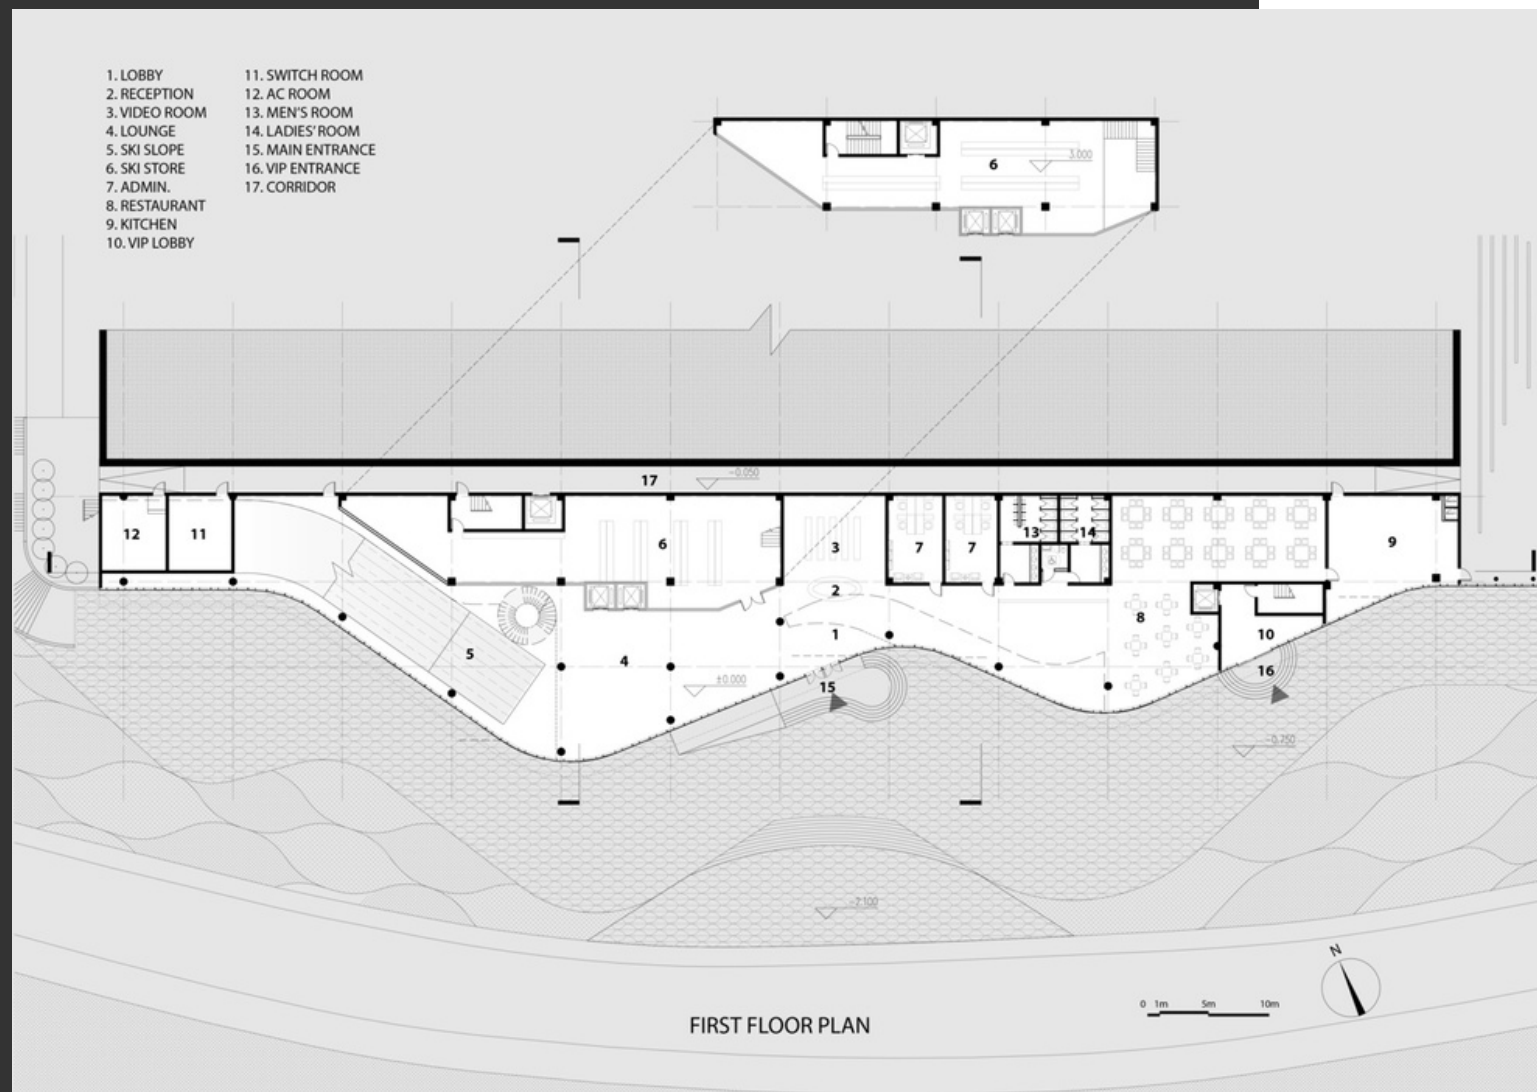 1. LOBBY
2. RECEPTION
3. VIDEO ROOM
4. LOUNGE
5. SKI SLOPE
6. SKI STORE
7. ADMIN.
8. RESTAURANT
9. KITCHEN
10. VIP LOBBY
11. SWITCH ROOM
12. AC ROOM
13. MEN'S ROOM
14. LADIES' ROOM
15. MAIN ENTRANCE
16. VIP ENTRANCE
17. CORRIDOR
6
3.000
17
-0.050
12
11
6
3
7
7
13
14
9
2
8
1
10
5
4
16
±0.000
15
-0.750
-2.100
N
0 1m 5m 10m
FIRST FLOOR PLAN